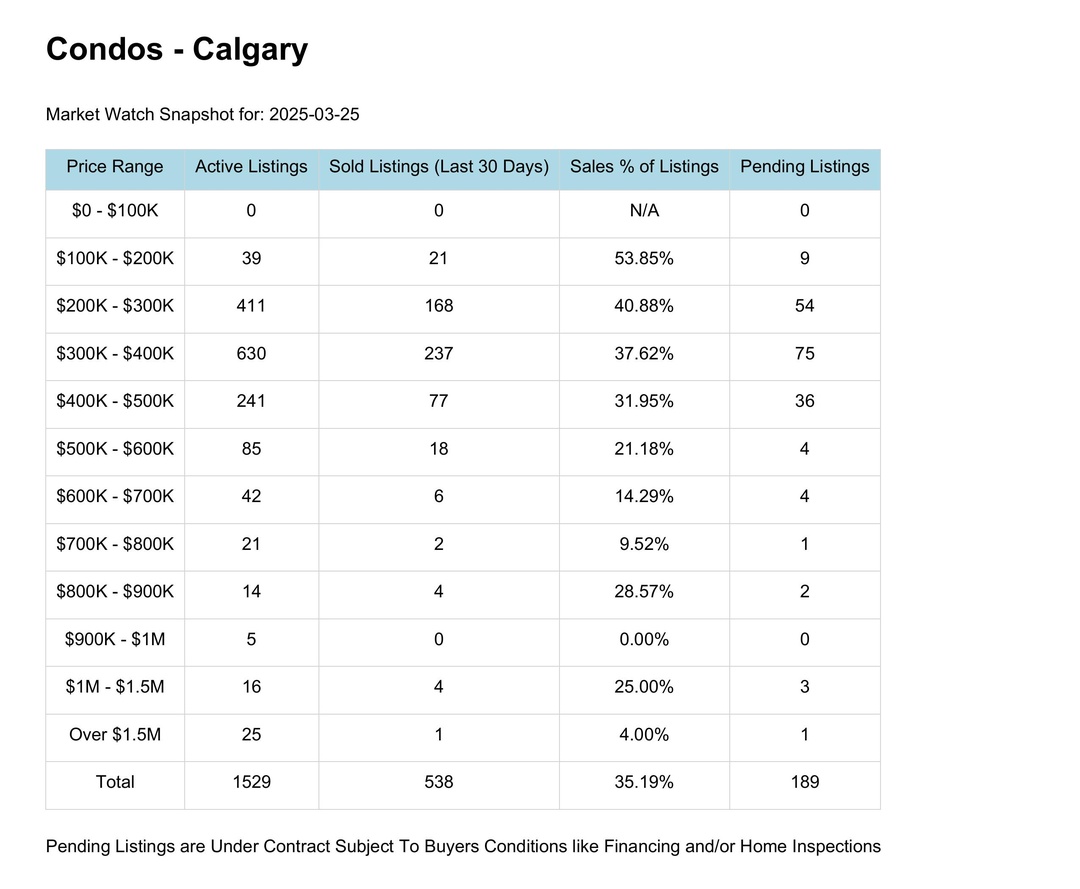 Condos - Calgary
Market Watch Snapshot for: 2025-03-25
Price Range Active Listings Sold Listings (Last 30 Days) Sales % of Listings Pending Listings
$0 - $100K 0 0 N/A 0
$100K - $200K 39 21 53.85% 9
$200K - $300K 411 168 40.88% 54
$300K - $400K 630 237 37.62% 75
$400K - $500K 241 77 31.95% 36
$500K - $600K 85 18 21.18% 4
$600K - $700K 42 6 14.29% 4
$700K - $800K 21 2 9.52% 1
$800K - $900K 14 4 28.57% 2
$900K - $1M 5 0 0.00% 0
$1M - $1.5M 16 4 25.00% 3
Over $1.5M 25 1 4.00% 1
Total 1529 538 35.19% 189
Pending Listings are Under Contract Subject To Buyers Conditions like Financing and/or Home Inspections